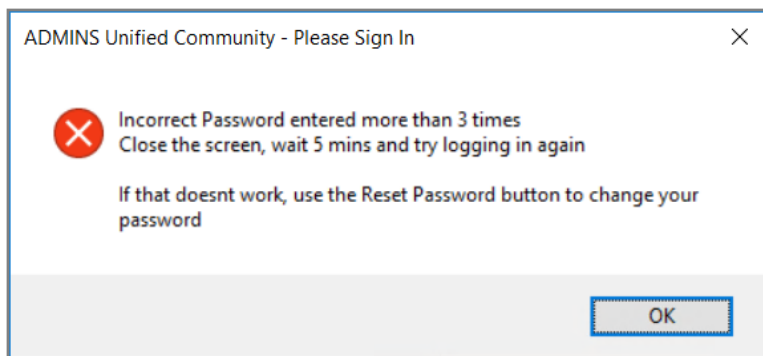 ADMINS Unified Community - Please Sign In
Incorrect Password entered more than 3 times
Close the screen, wait 5 mins and try logging in again
If that doesnt work, use the Reset Password button to change your
password
OK